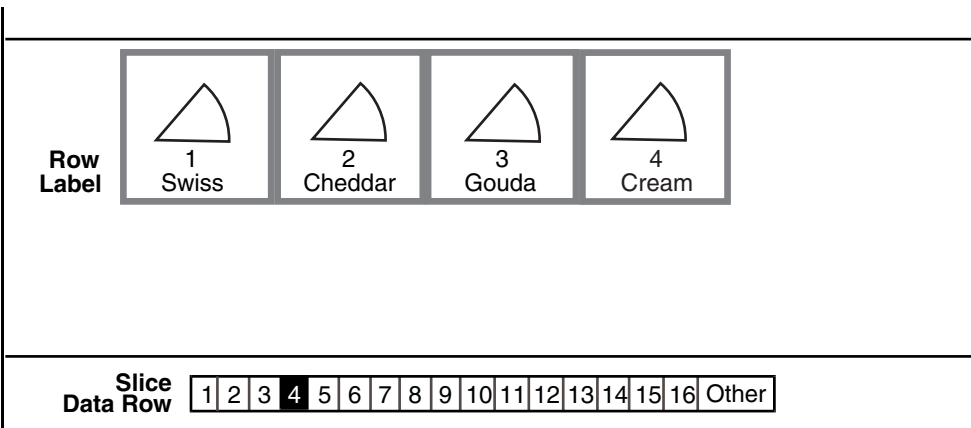 Row
Label
1 2 3 4
Swiss Cheddar Gouda Cream
Slice
Data Row
1 2 3 4 5 6 7 8 9 10 11 12 13 14 15 16 Other